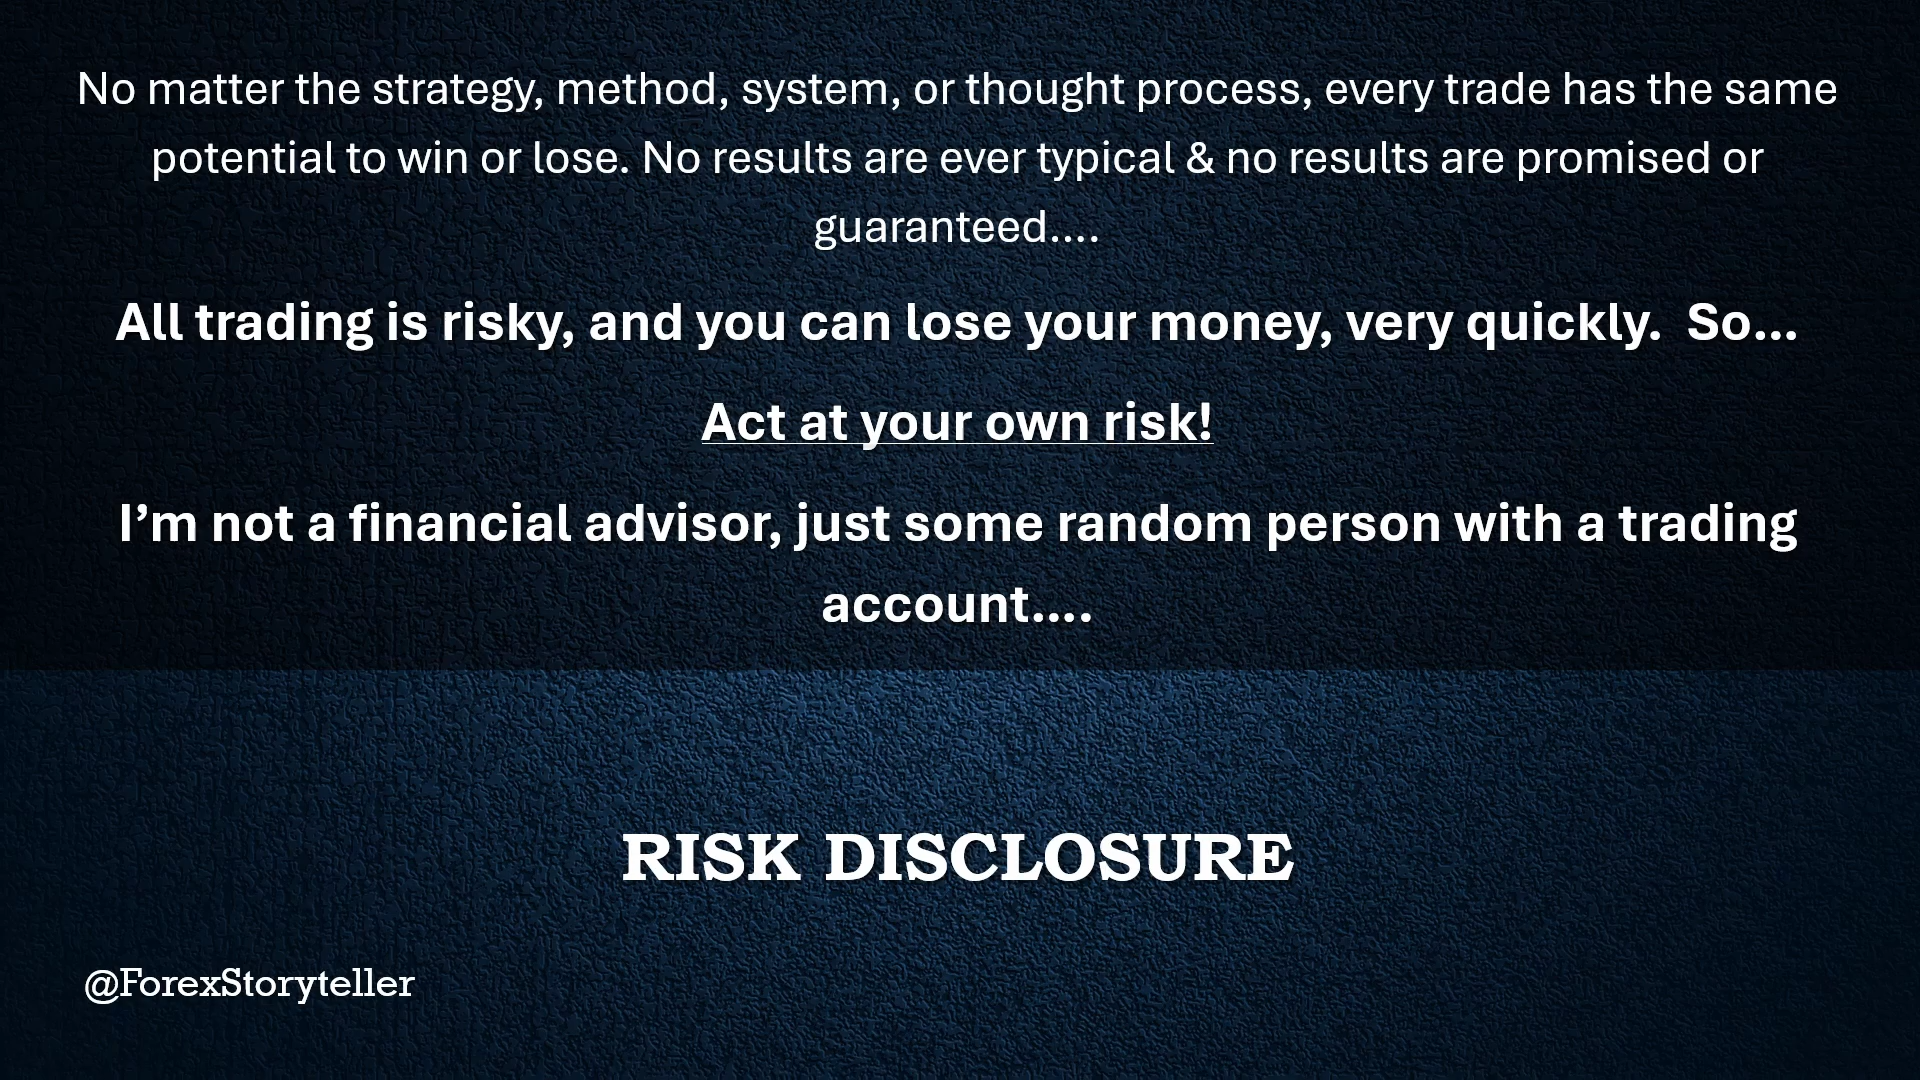 No matter the strategy, method, system, or thought process, every trade has the same
potential to win or lose. No results are ever typical & no results are promised or
guaranteed....
All trading is risky, and you can lose your money, very quickly.  So...
Act at your own risk!
I’m not a financial advisor, just some random person with a trading
account....
RISK DISCLOSURE
@ForexStoryteller